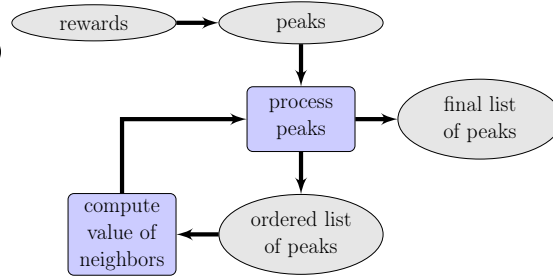 rewards
peaks
process
peaks
final list
of peaks
compute
value of
neighbors
ordered list
of peaks